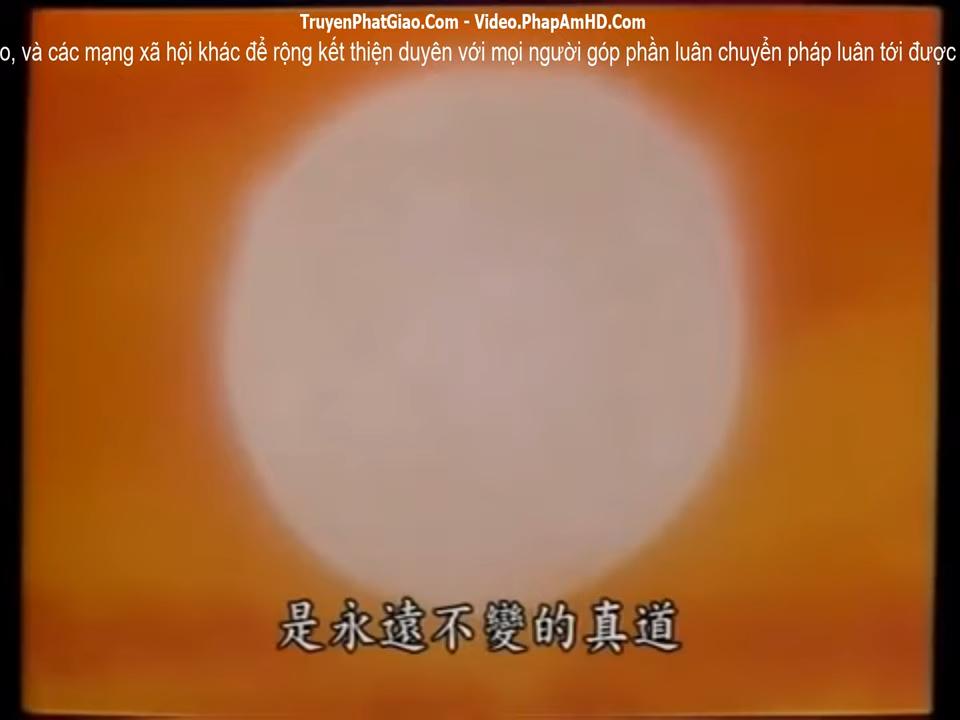 TruyenPhatGiao.Com - Video.PhapAmHD.Com
o, và các mạng xã hội khác để rộng kết thiện duyên với mọi người góp phần luân chuyển pháp luân tới được
是永遠不變的真道